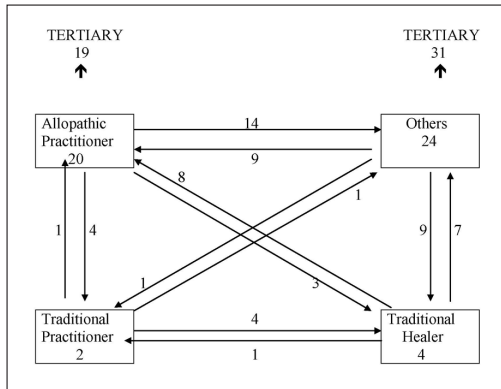 TERTIARY TERTIARY
19 31
Allopathic
Practitioner
20
Others
24
14
9
8
1
1
4
9
7
1
3
Traditional
Practitioner
2
4
1
Traditional
Healer
4